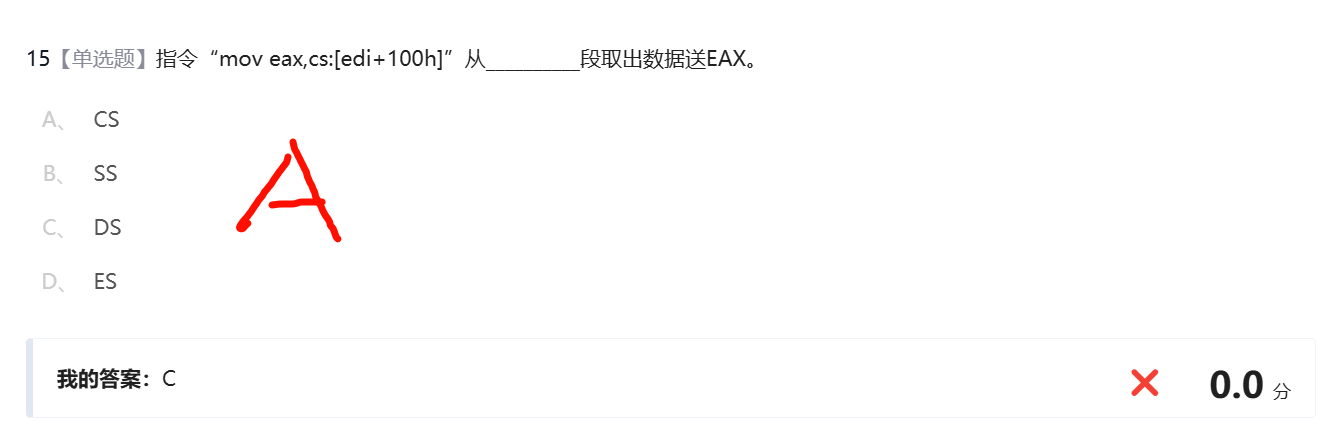 15【单选题】指令“mov eax,cs:[edi+100h]”从__________段取出数据送EAX。
A、 CS
A
B、 SS
C、 DS
D、 ES
我的答案：C
0.0 分